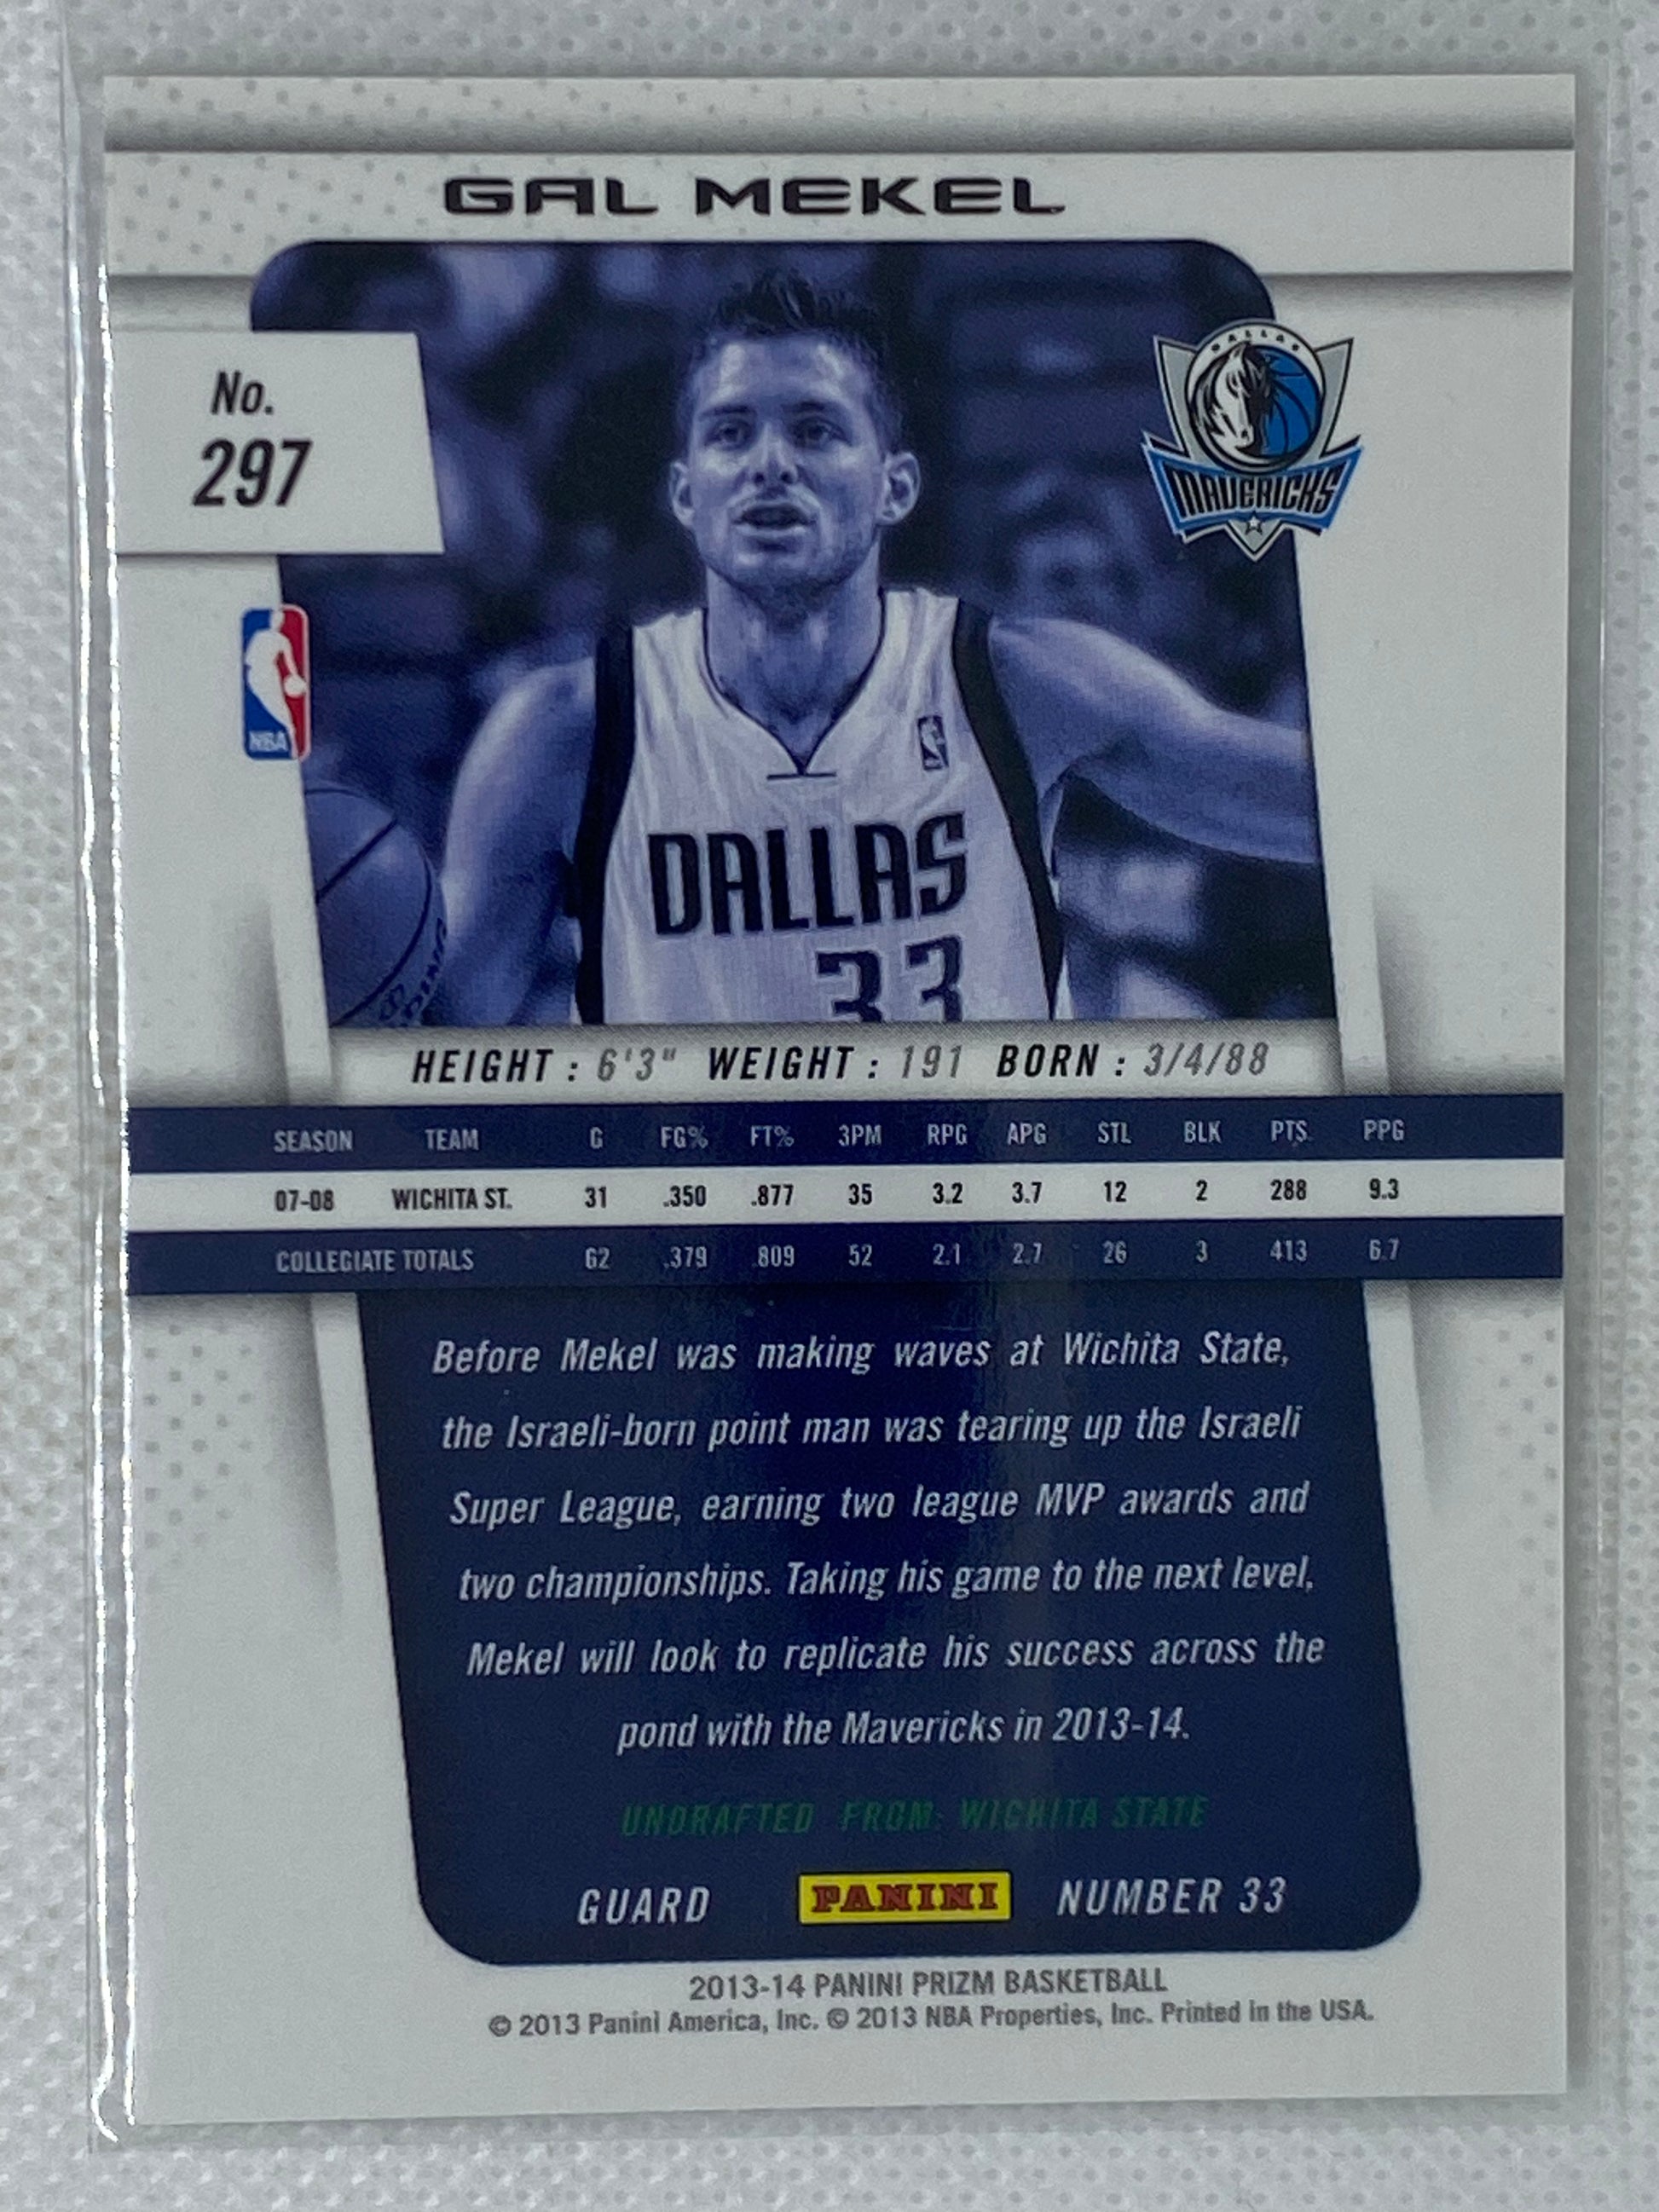 GAL MEKEL
No.
297
DALLAS
MAVERICKS
NBA
DALLAS
33
HEIGHT : 6'3" WEIGHT : 191 BORN : 3/4/88
SEASON TEAM G FG% FT% 3PM RPG APG STL BLK PTS PPG
07-08 WICHITA ST. 31 .350 .877 35 3.2 3.7 12 2 288 9.3
COLLEGIATE TOTALS 62 .379 .809 52 2.1 2.7 26 3 413 6.7
Before Mekel was making waves at Wichita State,
the Israeli-born point man was tearing up the Israeli
Super League, earning two league MVP awards and
two championships. Taking his game to the next level,
Mekel will look to replicate his success across the
pond with the Mavericks in 2013-14.
UNDRAFTED FROM: WICHITA STATE
GUARD PANINI NUMBER 33
2013-14 PANINI PRIZM BASKETBALL
© 2013 Panini America, Inc. © 2013 NBA Properties, Inc. Printed in the USA.